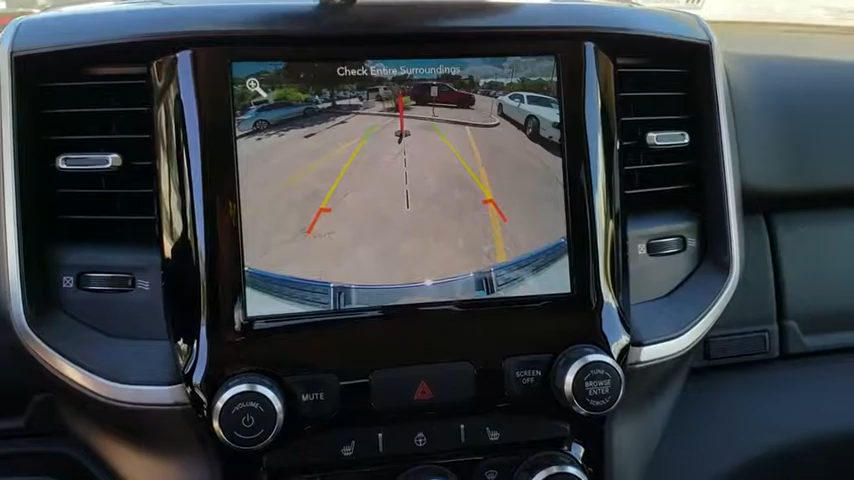 Check Entire Surroundings
VOLUME
MUTE
SCREEN
OFF
TUNE
BROWSE
ENTER
SCROLL